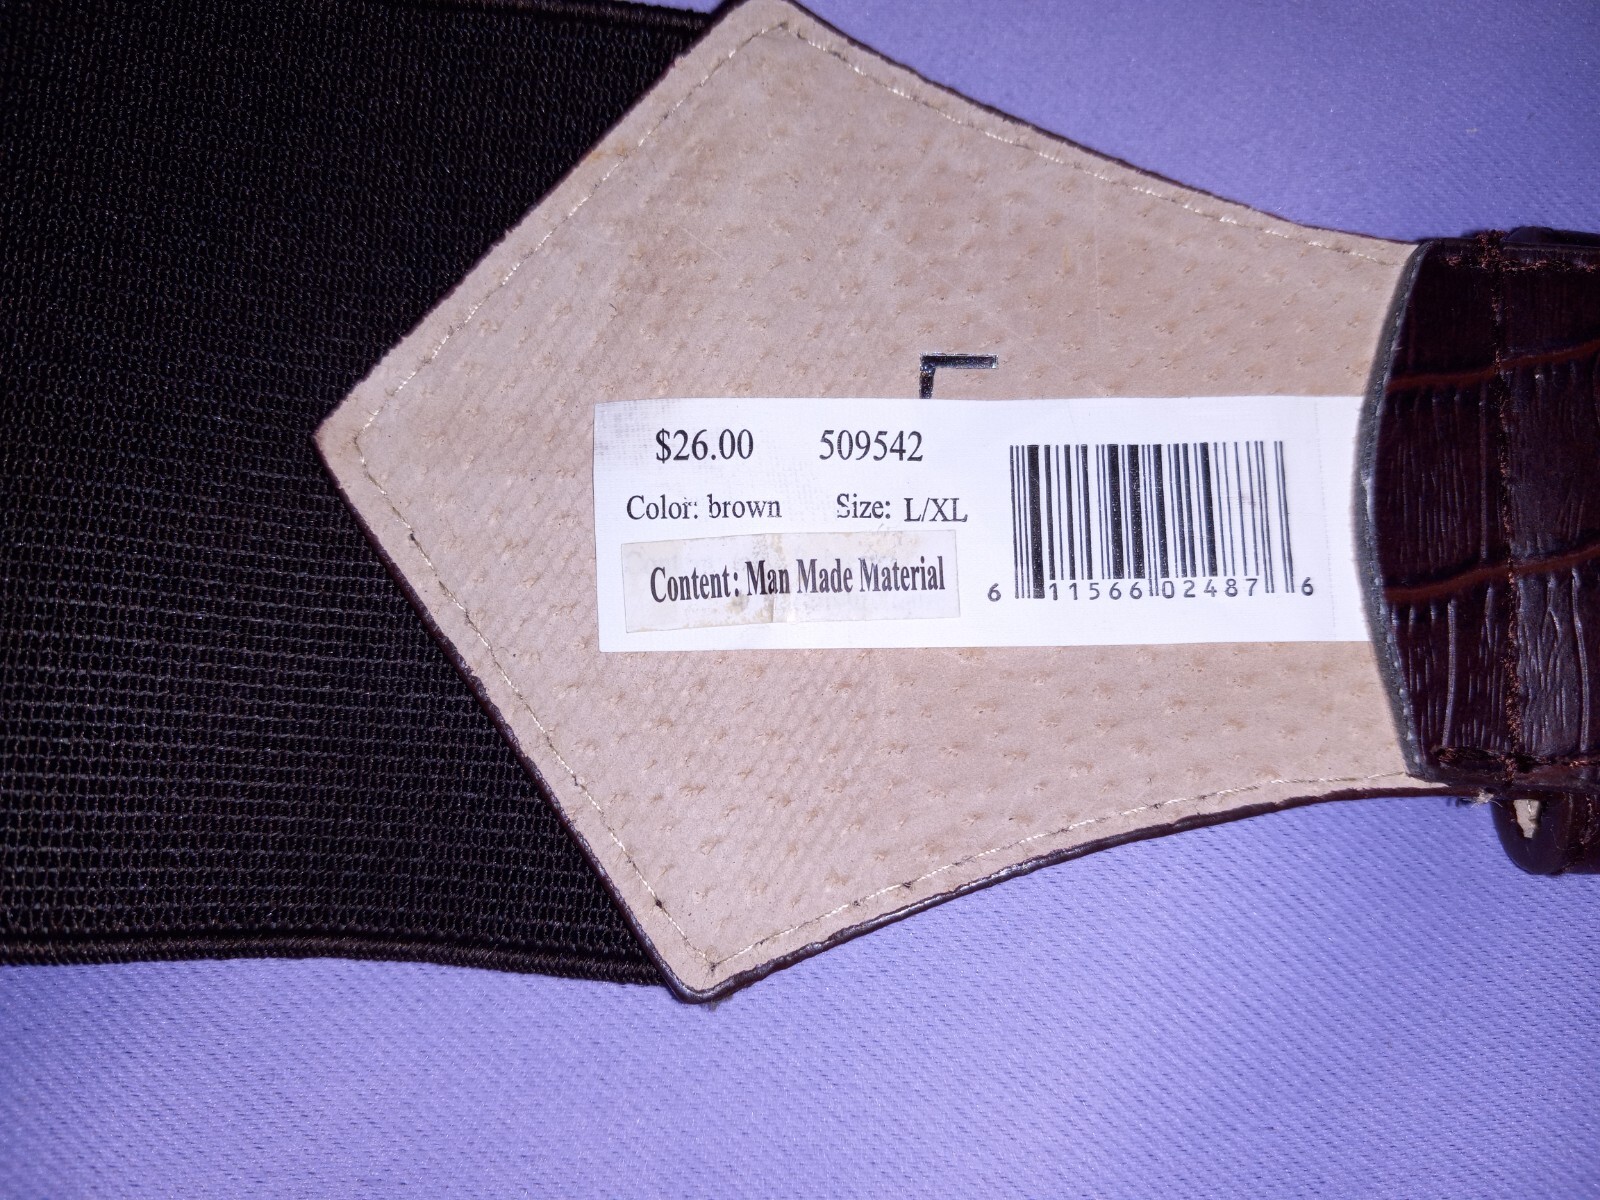 L
$26.00 509542
Color: brown Size: L/XL
Content: Man Made Material
6 11566 02487 6